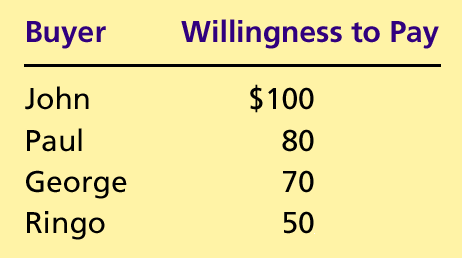 Buyer Willingness to Pay
John $100
Paul 80
George 70
Ringo 50